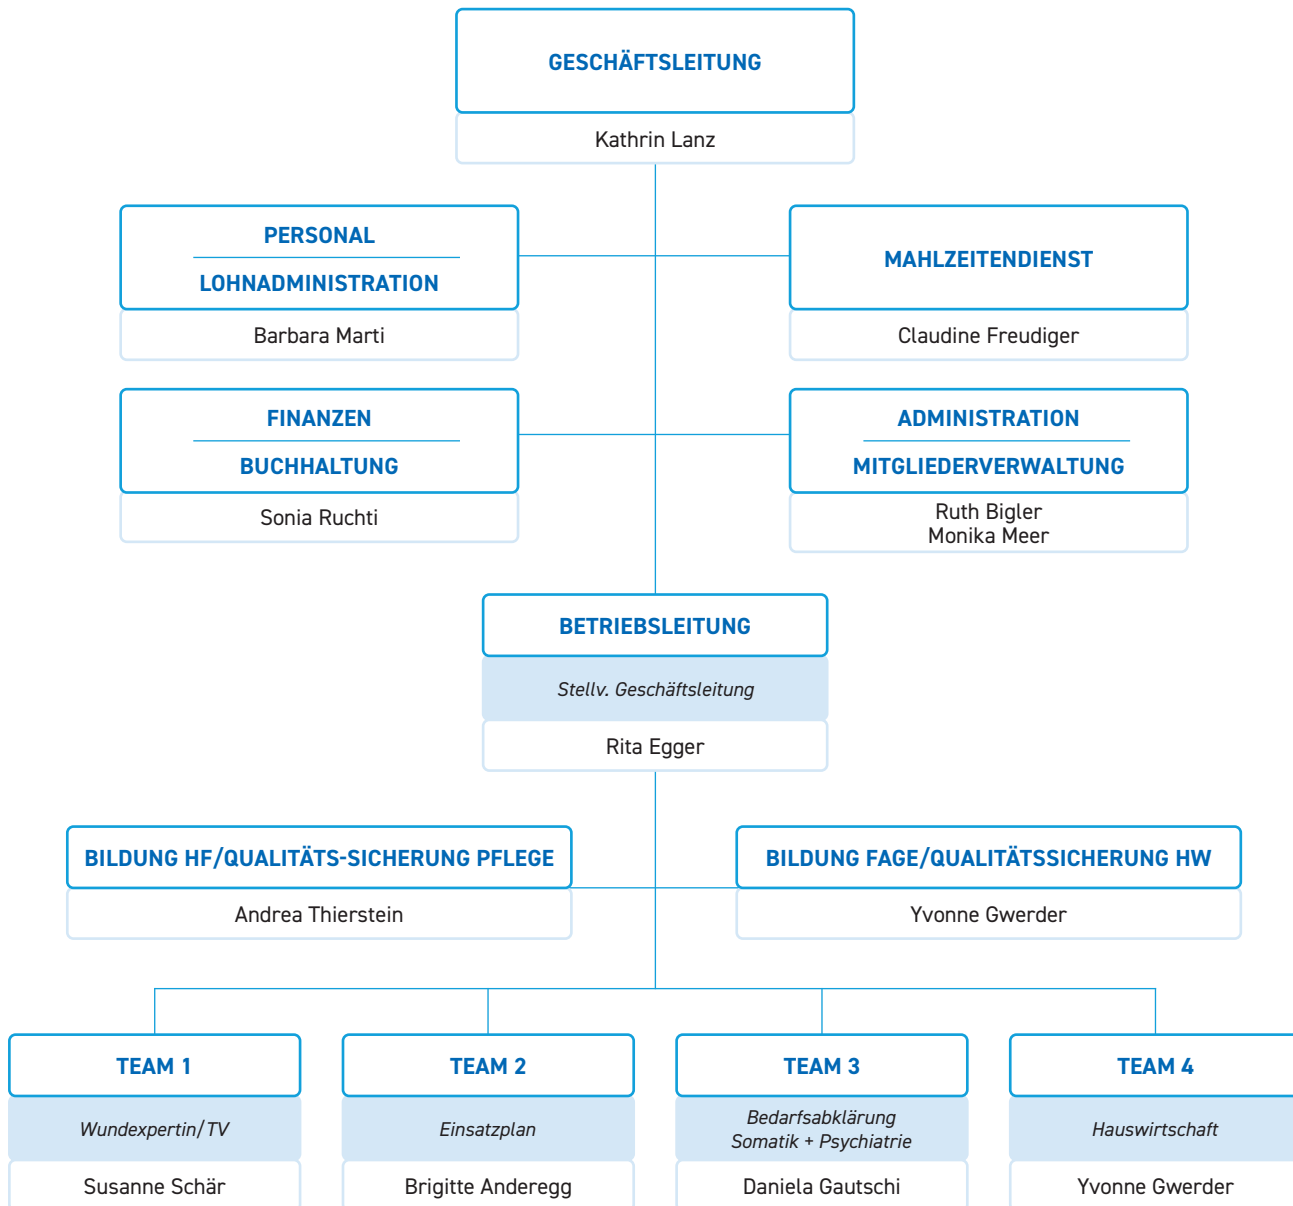 GESCHÄFTSLEITUNG
Kathrin Lanz
PERSONAL
LOHNADMINISTRATION
Barbara Marti
MAHLZEITENDIENST
Claudine Freudiger
FINANZEN
BUCHHALTUNG
Sonia Ruchti
ADMINISTRATION
MITGLIEDERVERWALTUNG
Ruth Bigler
Monika Meer
BETRIEBSLEITUNG
Stellv. Geschäftsleitung
Rita Egger
BILDUNG HF/QUALITÄTS-SICHERUNG PFLEGE
Andrea Thierstein
BILDUNG FAGE/QUALITÄTSSICHERUNG HW
Yvonne Gwerder
TEAM 1
Wundexpertin/TV
Susanne Schär
TEAM 2
Einsatzplan
Brigitte Anderegg
TEAM 3
Bedarfsabklärung
Somatik + Psychiatrie
Daniela Gautschi
TEAM 4
Hauswirtschaft
Yvonne Gwerder